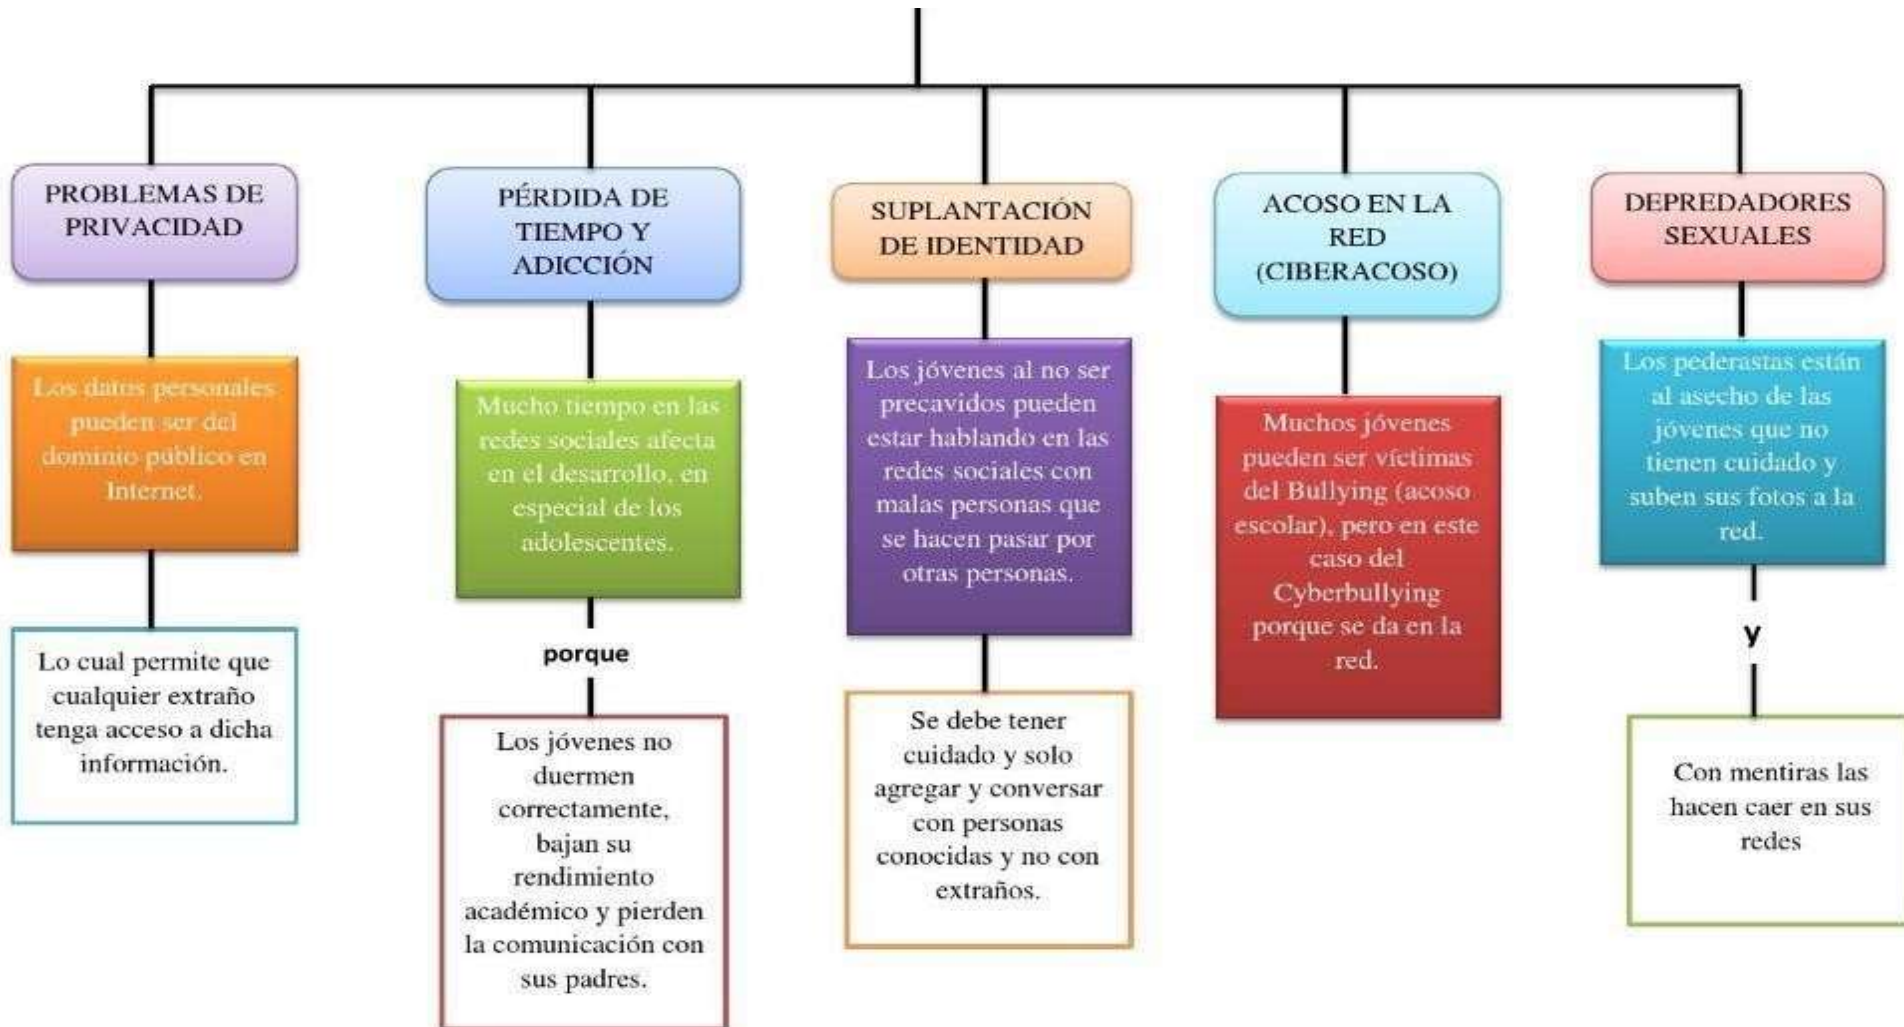 PROBLEMAS DE
PRIVACIDAD
Los datos personales
pueden ser del
dominio público en
Internet.
Lo cual permite que
cualquier extraño
tenga acceso a dicha
información.
PÉRDIDA DE
TIEMPO Y
ADICCIÓN
Mucho tiempo en las
redes sociales afecta
en el desarrollo, en
especial de los
adolescentes.
porque
Los jóvenes no
duermen
correctamente,
bajan su
rendimiento
académico y pierden
la comunicación con
sus padres.
SUPLANTACIÓN
DE IDENTIDAD
Los jóvenes al no ser
precavidos pueden
estar hablando en las
redes sociales con
malas personas que
se hacen pasar por
otras personas.
Se debe tener
cuidado y solo
agregar y conversar
con personas
conocidas y no con
extraños.
ACOSO EN LA
RED
(CIBERACOSO)
Muchos jóvenes
pueden ser víctimas
del Bullying (acoso
escolar), pero en este
caso del
Cyberbullying
porque se da en la
red.
DEPREDADORES
SEXUALES
Los pederastas están
al asecho de las
jóvenes que no
tienen cuidado y
suben sus fotos a la
red.
y
Con mentiras las
hacen caer en sus
redes